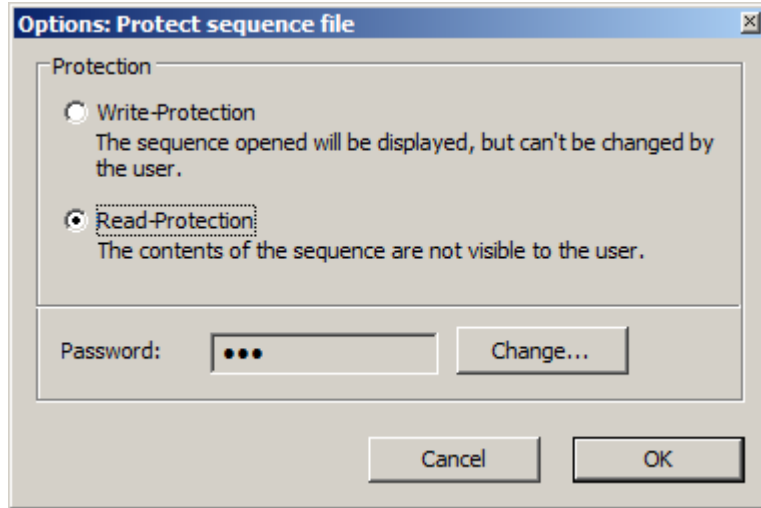 Options: Protect sequence file
Protection
Write-Protection
The sequence opened will be displayed, but can't be changed by
the user.
Read-Protection
The contents of the sequence are not visible to the user.
Password: ●●● Change...
Cancel OK